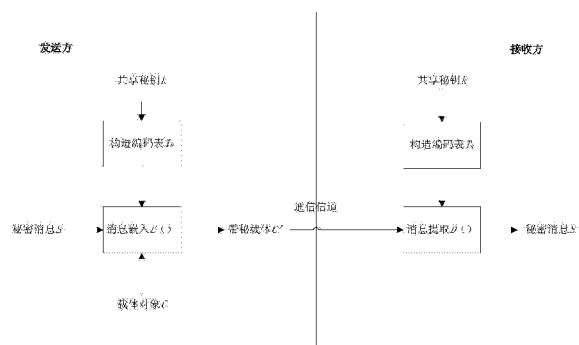 发送方
接收方
共享秘钥k
共享秘钥k
构造编码表Tk
构造编码表Tk
通信信道
秘密消息S
消息嵌入E()
带秘载体C'
消息提取D()
秘密消息S
载体对象C